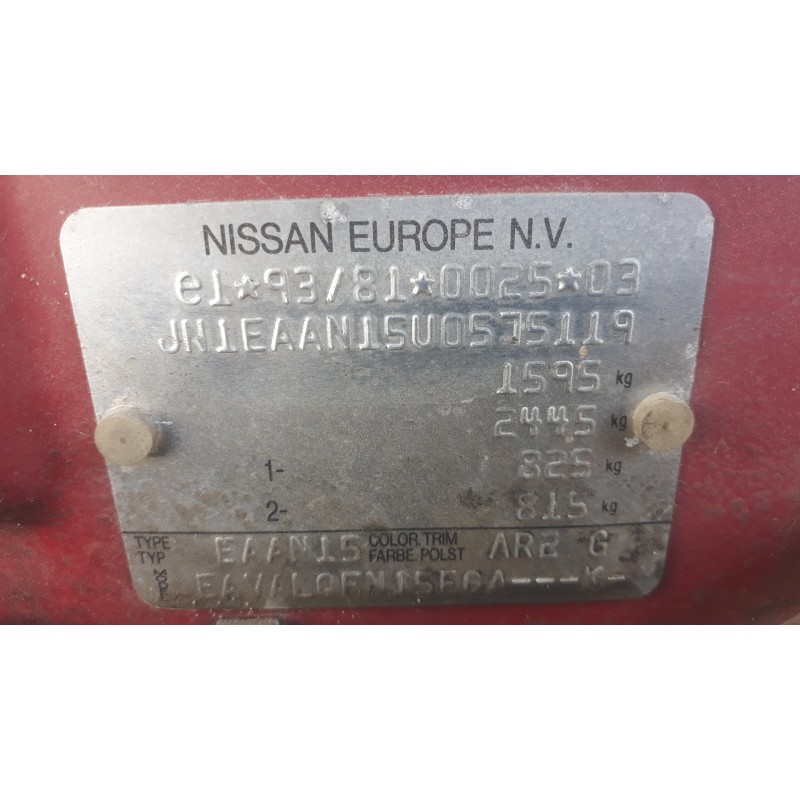 NISSAN EUROPE N.V.
e1*93/81*0025*03
JN1EAAN15U0575119
1595 kg
2445 kg
1- 825 kg
2- 815 kg
TYPE TYP EAAN15 COLOR,TRIM FARBE,POLST AR2 G
EAVALQFN15EGA---K-